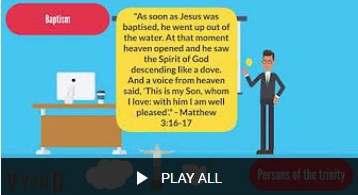 Baptism
"As soon as Jesus was
baptised, he went up out of
the water. At that moment
heaven opened and he saw
the Spirit of God
descending like a dove.
And a voice from heaven
said, 'This is my Son, whom
I love: with him I am well
pleased'." - Matthew
3:16-17
PLAY ALL
Persons of the trinity